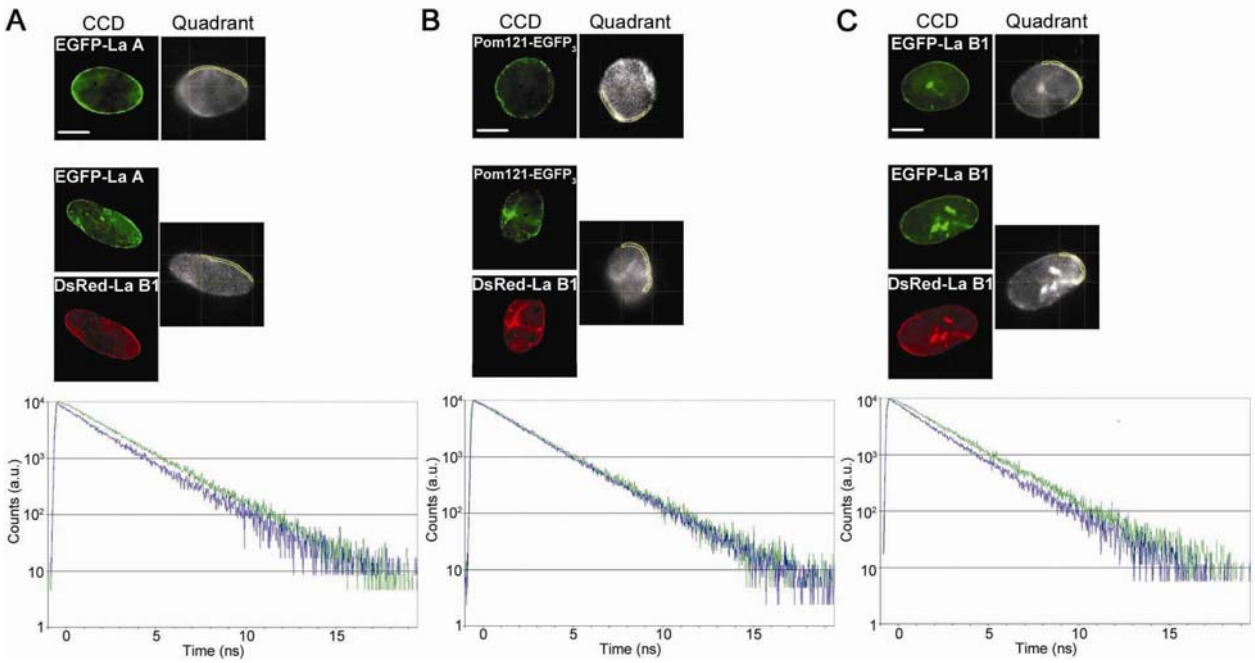 A
CCD Quadrant
EGFP-La A
EGFP-La A
DsRed-La B1
Counts (a.u.)
10⁴
10³
10²
10
1
0 5 10 15
Time (ns)
B
CCD Quadrant
Pom121-EGFP₃
Pom121-EGFP₃
DsRed-La B1
Counts (a.u.)
10⁴
10³
10²
10
1
0 5 10 15
Time (ns)
C
CCD Quadrant
EGFP-La B1
EGFP-La B1
DsRed-La B1
Counts (a.u.)
10⁴
10³
10²
10
1
0 5 10 15
Time (ns)